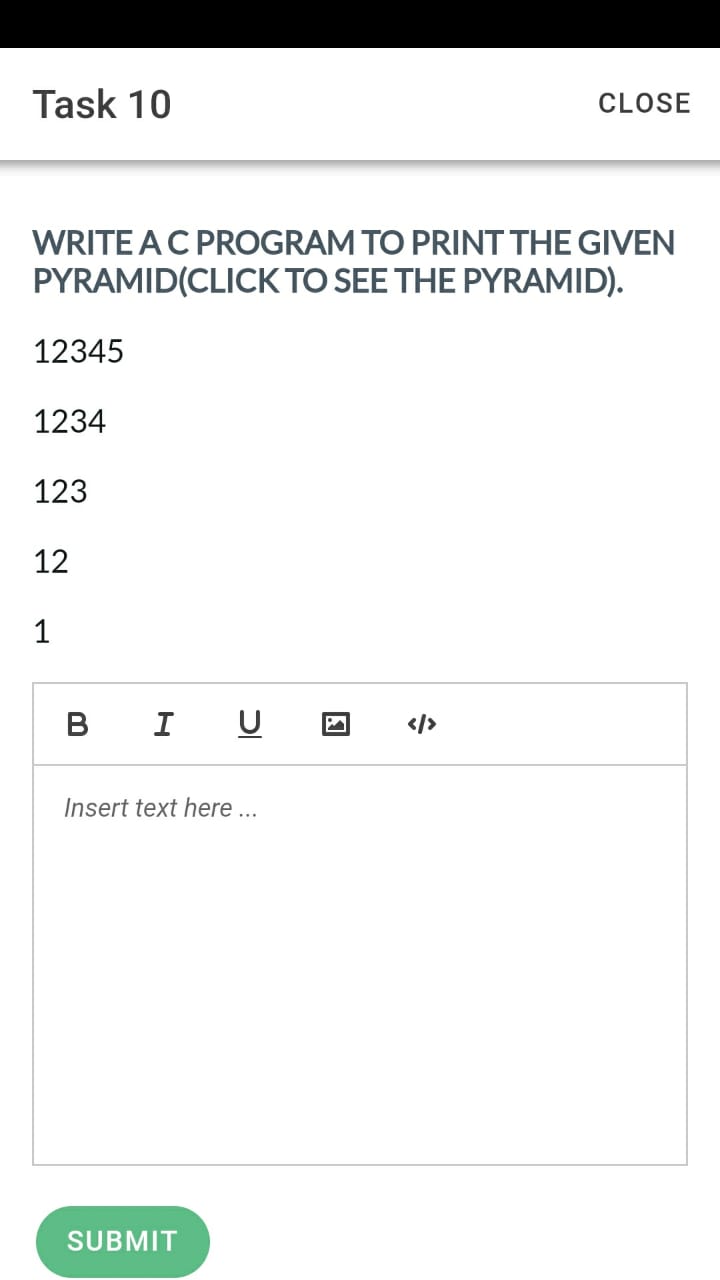 Task 10
CLOSE
WRITE A C PROGRAM TO PRINT THE GIVEN
PYRAMID(CLICK TO SEE THE PYRAMID).
12345
1234
123
12
1
B I U </>
Insert text here ...
SUBMIT